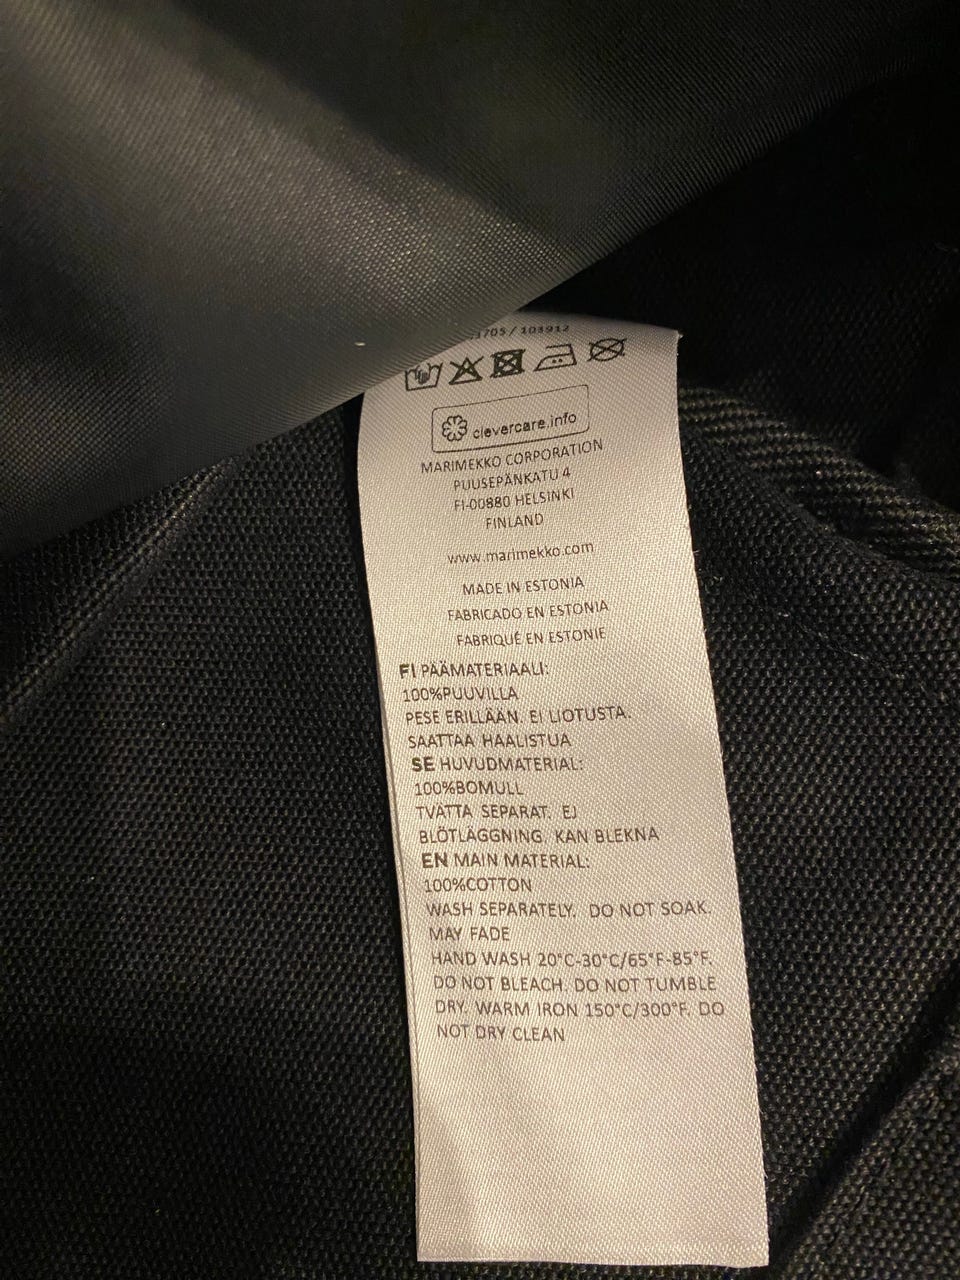 / 103912
clevercare.info
MARIMEKKO CORPORATION
PUUSEPÄNKATU 4
FI-00880 HELSINKI
FINLAND
www.marimekko.com
MADE IN ESTONIA
FABRICADO EN ESTONIA
FABRIQUÉ EN ESTONIE
FI PÄÄMATERIAALI:
100%PUUVILLA
PESE ERILLÄÄN. EI LIOTUSTA.
SAATTAA HAALISTUA
SE HUVUDMATERIAL:
100%BOMULL
TVÄTTA SEPARAT. EJ
BLÖTLÄGGNING. KAN BLEKNA
EN MAIN MATERIAL:
100%COTTON
WASH SEPARATELY. DO NOT SOAK.
MAY FADE
HAND WASH 20°C-30°C/65°F-85°F.
DO NOT BLEACH. DO NOT TUMBLE
DRY. WARM IRON 150°C/300°F. DO
NOT DRY CLEAN